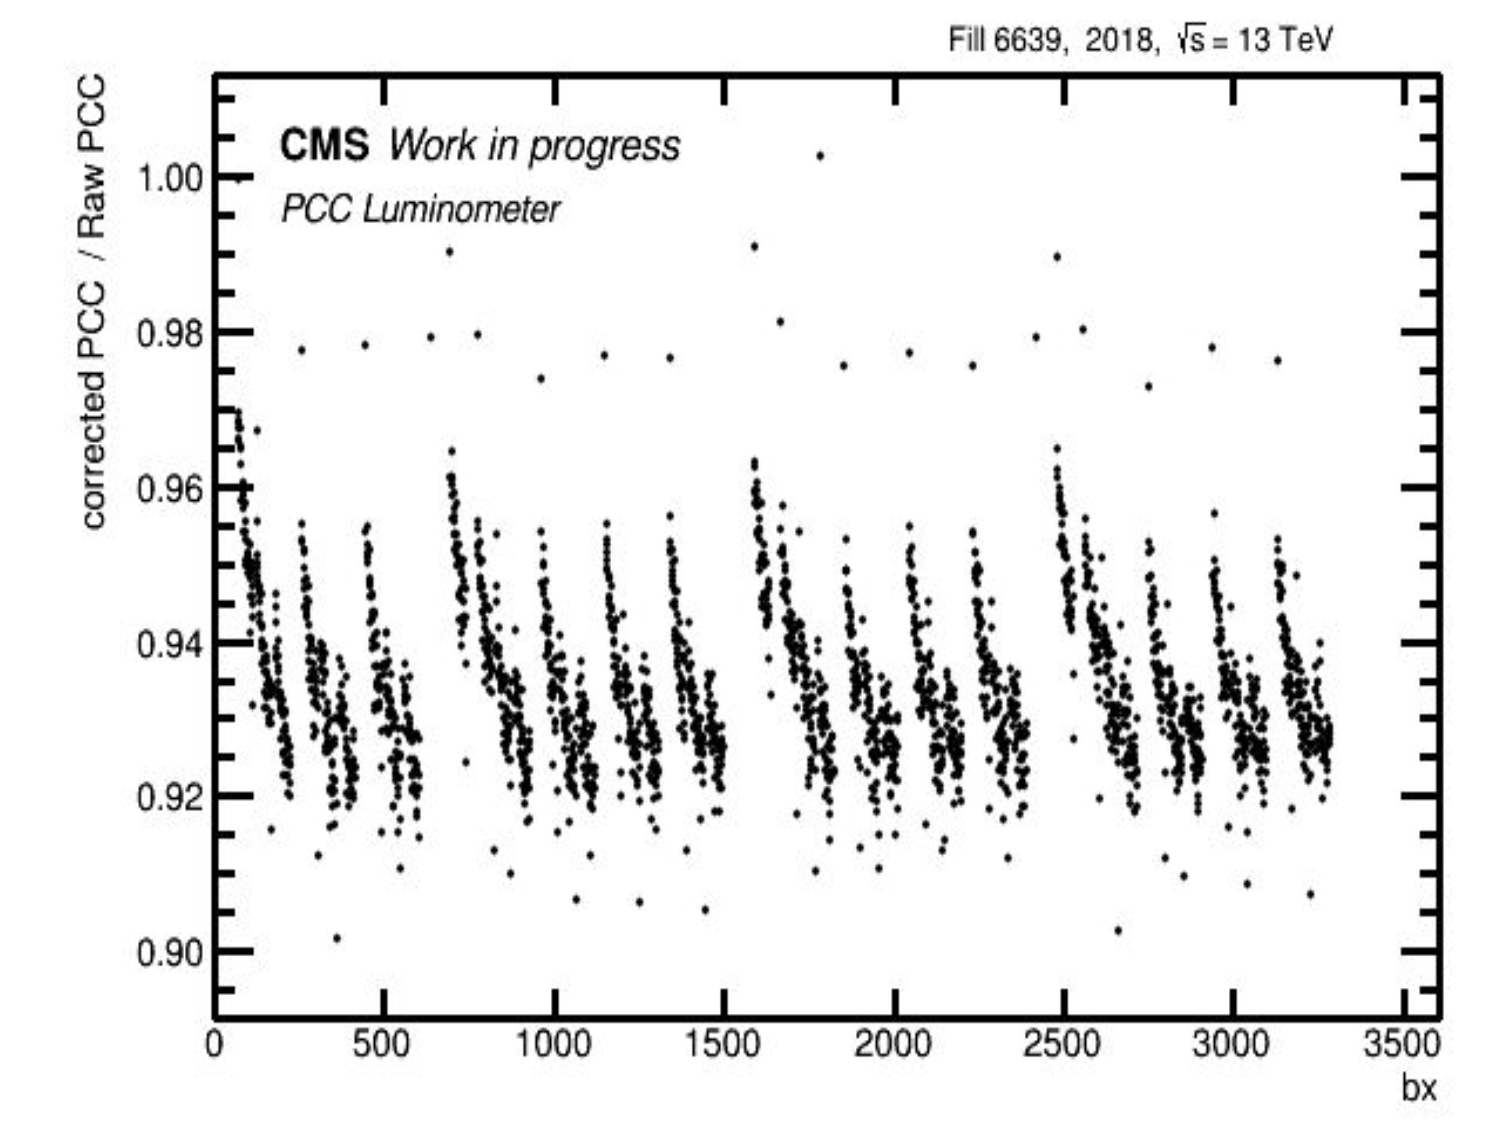 Fill 6639, 2018, √s = 13 TeV
corrected PCC / Raw PCC
CMS Work in progress
PCC Luminometer
1.00
0.98
0.96
0.94
0.92
0.90
0 500 1000 1500 2000 2500 3000 3500
bx